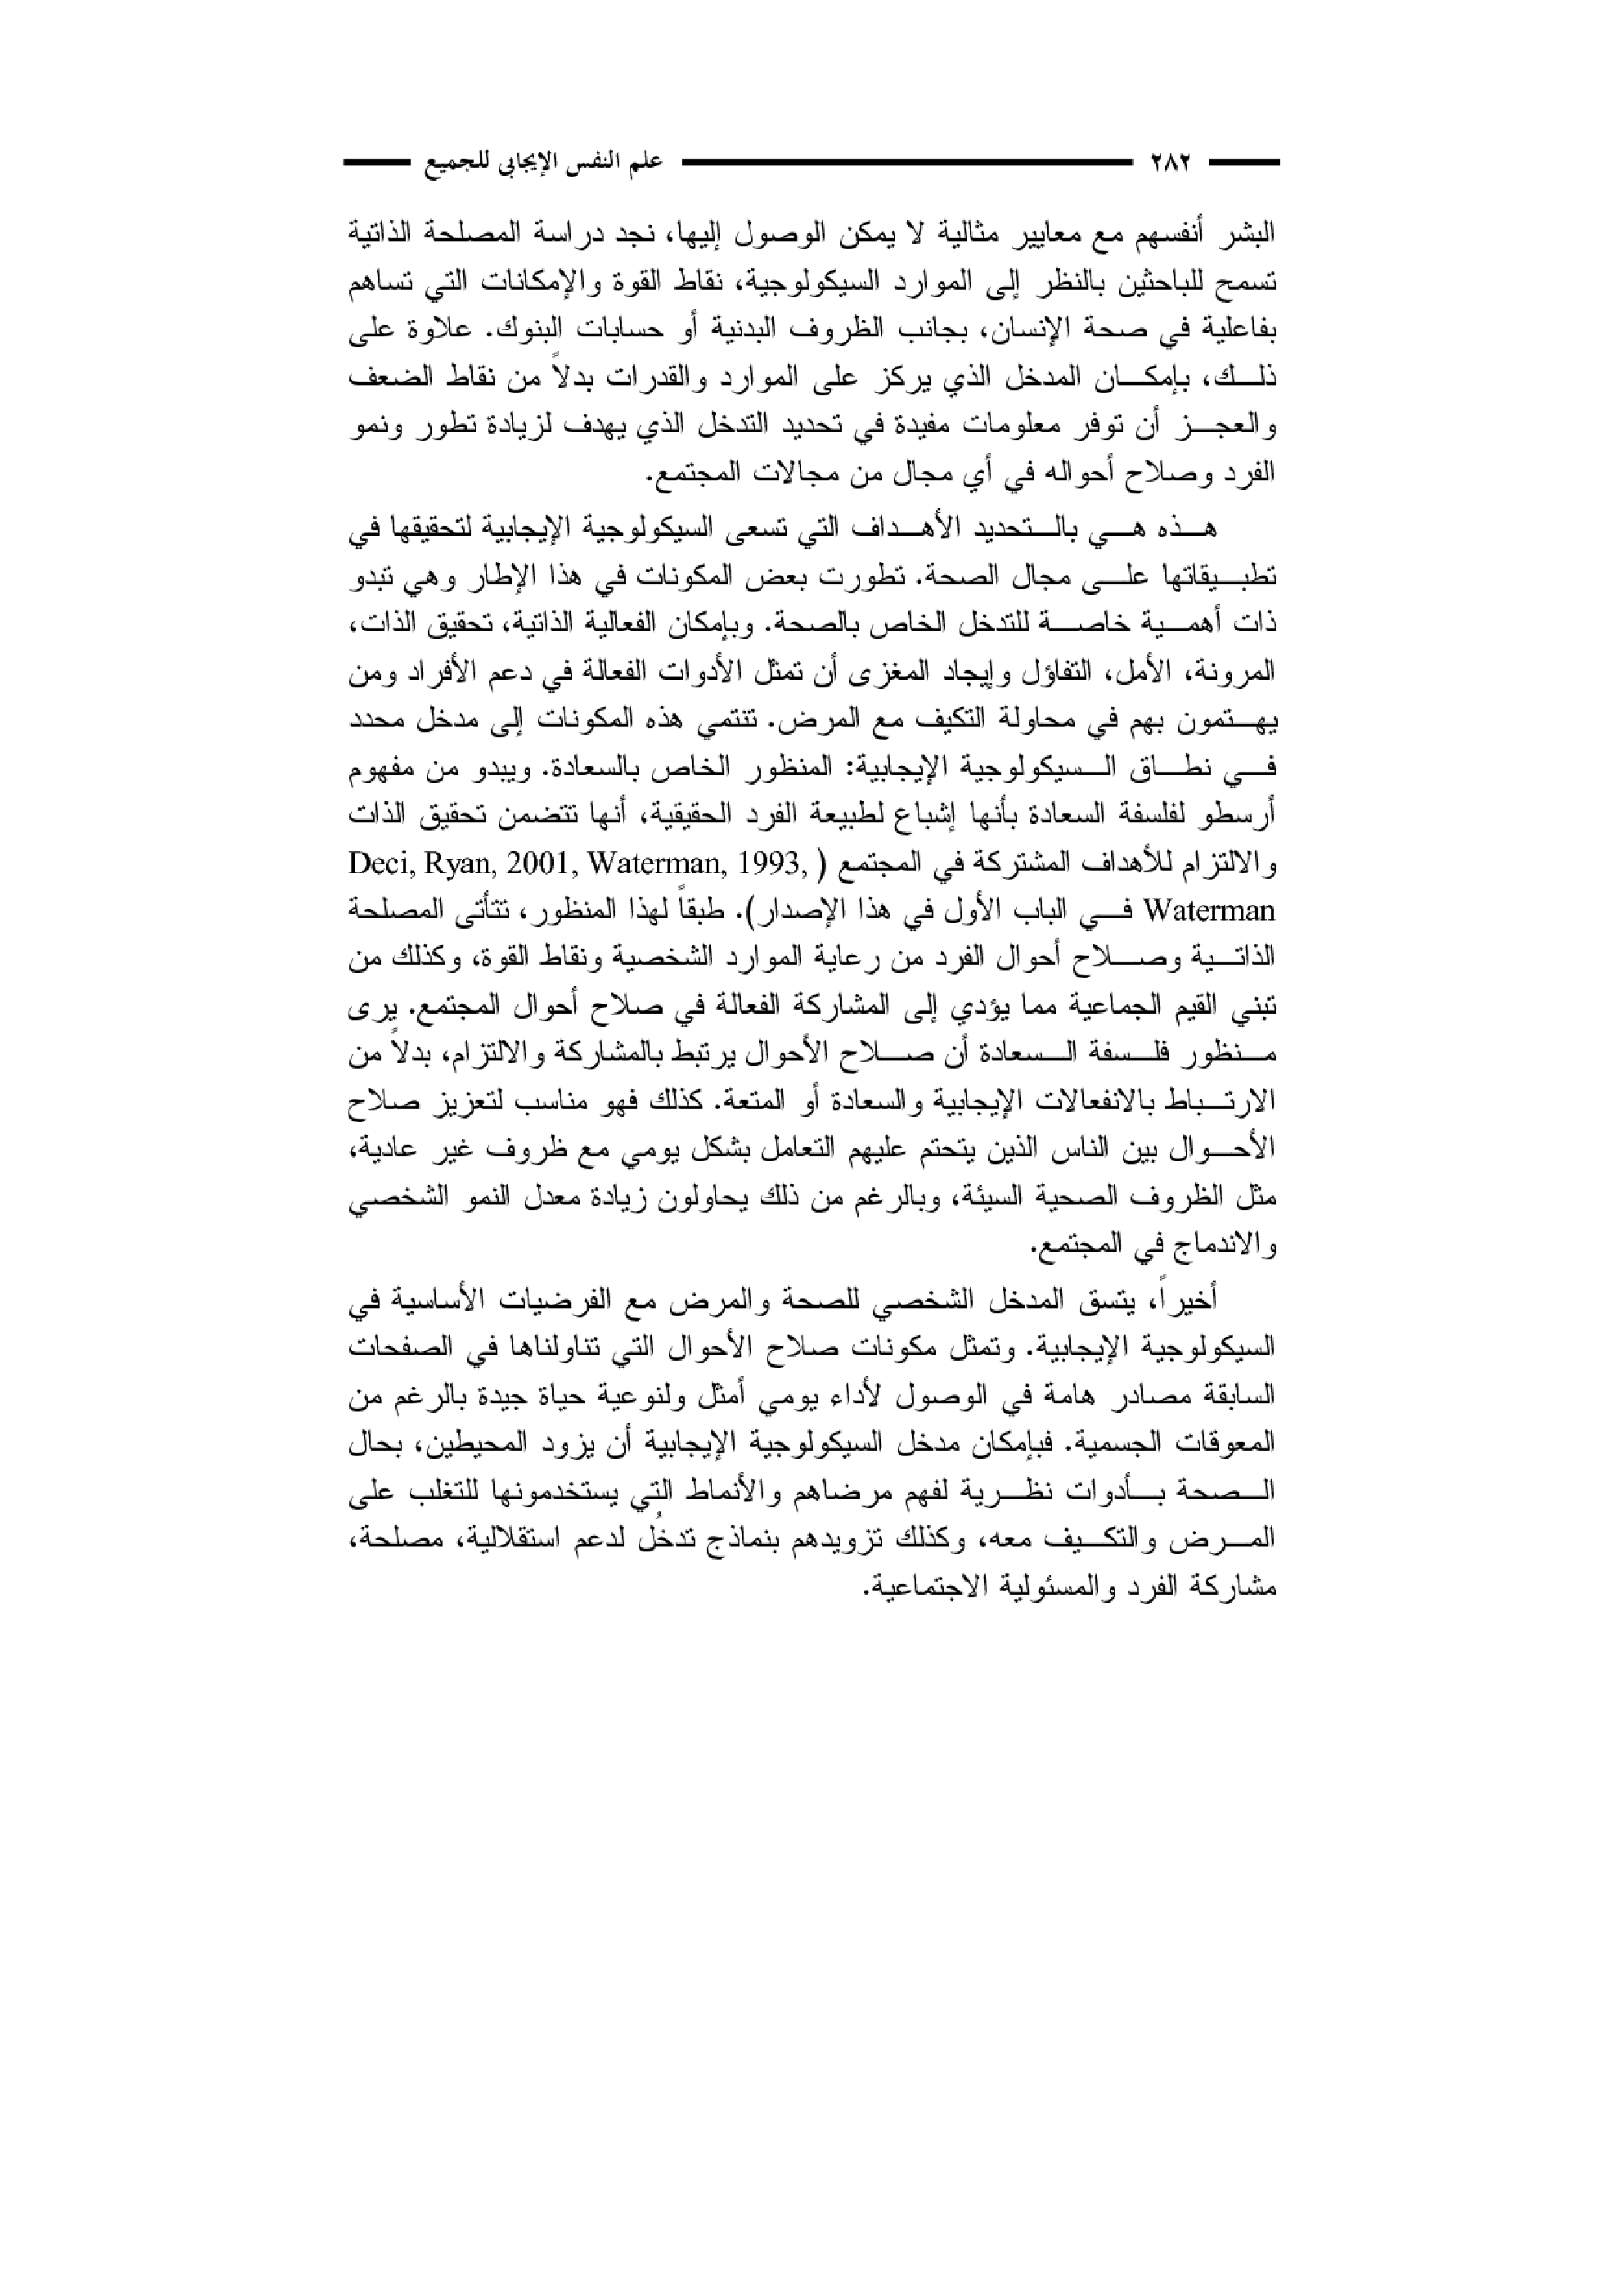 ٢٨٢ علم النفس الإيجابي للجميع
البشر أنفسهم مع معايير مثالية لا يمكن الوصول إليها، نجد دراسة المصلحة الذاتية
تسمح للباحثين بالنظر إلى الموارد السيكولوجية، نقاط القوة والإمكانات التي تساهم
بفاعلية في صحة الإنسان، بجانب الظروف البدنية أو حسابات البنوك. علاوة على
ذلك، بإمكان المدخل الذي يركز على الموارد والقدرات بدلاً من نقاط الضعف
والعجز أن توفر معلومات مفيدة في تحديد التدخل الذي يهدف لزيادة تطور ونمو
الفرد وصلاح أحواله في أي مجال من مجالات المجتمع.
هذه هي بالتحديد الأهداف التي تسعى السيكولوجية الإيجابية لتحقيقها في
تطبيقاتها على مجال الصحة. تطورت بعض المكونات في هذا الإطار وهي تبدو
ذات أهمية خاصة للتدخل الخاص بالصحة. وبإمكان الفعالية الذاتية، تحقيق الذات،
المرونة، الأمل، التفاؤل وإيجاد المغزى أن تمثل الأدوات الفعالة في دعم الأفراد ومن
يهتمون بهم في محاولة التكيف مع المرض. تنتمي هذه المكونات إلى مدخل محدد
في نطاق السيكولوجية الإيجابية: المنظور الخاص بالسعادة. ويبدو من مفهوم
أرسطو لفلسفة السعادة بأنها إشباع لطبيعة الفرد الحقيقية، أنها تتضمن تحقيق الذات
والالتزام للأهداف المشتركة في المجتمع (Deci, Ryan, 2001, Waterman, 1993,
Waterman في الباب الأول في هذا الإصدار). طبقاً لهذا المنظور، تتأتى المصلحة
الذاتية وصلاح أحوال الفرد من رعاية الموارد الشخصية ونقاط القوة، وكذلك من
تبني القيم الجماعية مما يؤدي إلى المشاركة الفعالة في صلاح أحوال المجتمع. يرى
منظور فلسفة السعادة أن صلاح الأحوال يرتبط بالمشاركة والالتزام، بدلاً من
الارتباط بالانفعالات الإيجابية والسعادة أو المتعة. كذلك فهو مناسب لتعزيز صلاح
الأحوال بين الناس الذين يتحتم عليهم التعامل بشكل يومي مع ظروف غير عادية،
مثل الظروف الصحية السيئة، وبالرغم من ذلك يحاولون زيادة معدل النمو الشخصي
والاندماج في المجتمع.
أخيراً، يتسق المدخل الشخصي للصحة والمرض مع الفرضيات الأساسية في
السيكولوجية الإيجابية. وتمثل مكونات صلاح الأحوال التي تناولناها في الصفحات
السابقة مصادر هامة في الوصول لأداء يومي أمثل ولنوعية حياة جيدة بالرغم من
المعوقات الجسمية. فبإمكان مدخل السيكولوجية الإيجابية أن يزود المحيطين، بحال
الصحة بأدوات نظرية لفهم مرضاهم والأنماط التي يستخدمونها للتغلب على
المرض والتكيف معه، وكذلك تزويدهم بنماذج تدخُل لدعم استقلالية، مصلحة،
مشاركة الفرد والمسئولية الاجتماعية.